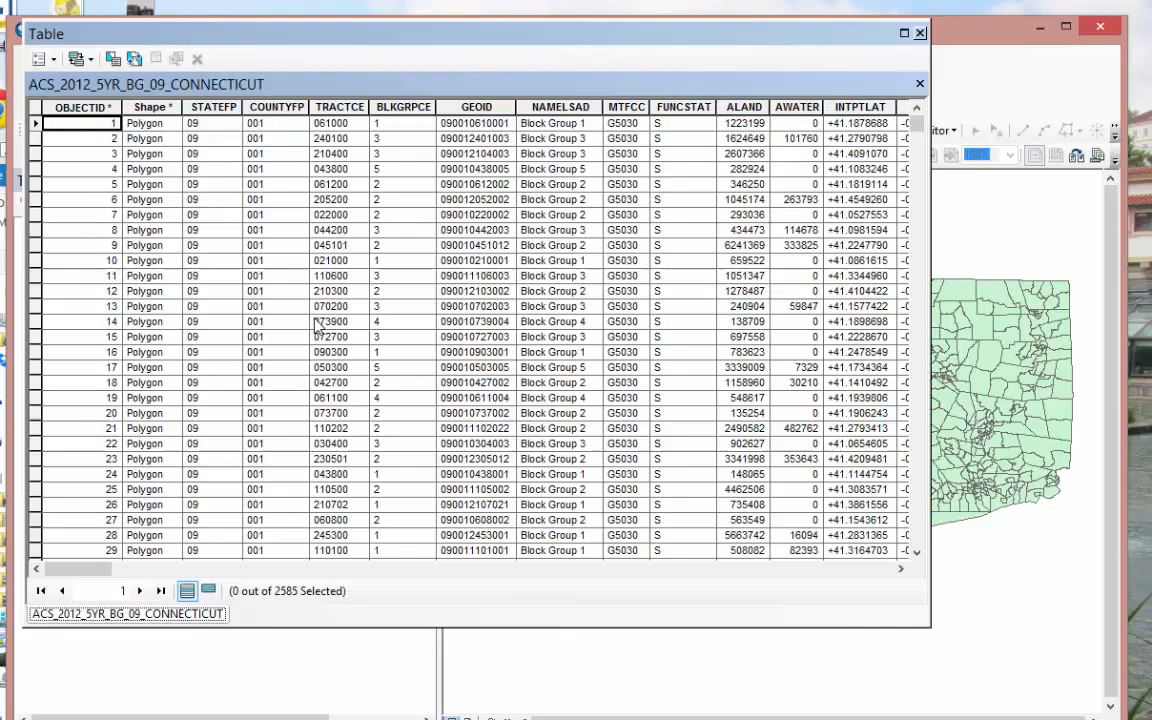 Table
ACS_2012_5YR_BG_09_CONNECTICUT
OBJECTID * Shape * STATEFP COUNTYFP TRACTCE BLKGRPCE GEOID NAMELSAD MTFCC FUNCSTAT ALAND AWATER INTPTLAT
1 Polygon 09 001 061000 1 090010610001 Block Group 1 G5030 S 1223199 0 +41.1878688
2 Polygon 09 001 240100 3 090012401003 Block Group 3 G5030 S 1624649 101760 +41.2790798
3 Polygon 09 001 210400 3 090012104003 Block Group 3 G5030 S 2607366 0 +41.4091070
4 Polygon 09 001 043800 5 090010438005 Block Group 5 G5030 S 282924 0 +41.1083246
5 Polygon 09 001 061200 2 090010612002 Block Group 2 G5030 S 346250 0 +41.1819114
6 Polygon 09 001 205200 2 090012052002 Block Group 2 G5030 S 1045174 263793 +41.4549260
7 Polygon 09 001 022000 2 090010220002 Block Group 2 G5030 S 293036 0 +41.0527553
8 Polygon 09 001 044200 3 090010442003 Block Group 3 G5030 S 434473 114678 +41.0981594
9 Polygon 09 001 045101 2 090010451012 Block Group 2 G5030 S 6241369 333825 +41.2247790
10 Polygon 09 001 021000 1 090010210001 Block Group 1 G5030 S 659522 0 +41.0861615
11 Polygon 09 001 110600 3 090011106003 Block Group 3 G5030 S 1051347 0 +41.3344960
12 Polygon 09 001 210300 2 090012103002 Block Group 2 G5030 S 1278487 0 +41.4104422
13 Polygon 09 001 070200 3 090010702003 Block Group 3 G5030 S 240904 59847 +41.1577422
14 Polygon 09 001 073900 4 090010739004 Block Group 4 G5030 S 138709 0 +41.1898698
15 Polygon 09 001 072700 3 090010727003 Block Group 3 G5030 S 697558 0 +41.2228670
16 Polygon 09 001 090300 1 090010903001 Block Group 1 G5030 S 783623 0 +41.2478549
17 Polygon 09 001 050300 5 090010503005 Block Group 5 G5030 S 3339009 7329 +41.1734364
18 Polygon 09 001 042700 2 090010427002 Block Group 2 G5030 S 1158960 30210 +41.1410492
19 Polygon 09 001 061100 4 090010611004 Block Group 4 G5030 S 548617 0 +41.1939806
20 Polygon 09 001 073700 2 090010737002 Block Group 2 G5030 S 135254 0 +41.1906243
21 Polygon 09 001 110202 2 090011102022 Block Group 2 G5030 S 2490582 482762 +41.2793413
22 Polygon 09 001 030400 3 090010304003 Block Group 3 G5030 S 902627 0 +41.0654605
23 Polygon 09 001 230501 2 090012305012 Block Group 2 G5030 S 3341998 353643 +41.4209481
24 Polygon 09 001 043800 1 090010438001 Block Group 1 G5030 S 148065 0 +41.1144754
25 Polygon 09 001 110500 2 090011105002 Block Group 2 G5030 S 4462506 0 +41.3083571
26 Polygon 09 001 210702 1 090012107021 Block Group 1 G5030 S 735408 0 +41.3861556
27 Polygon 09 001 060800 2 090010608002 Block Group 2 G5030 S 563549 0 +41.1543612
28 Polygon 09 001 245300 1 090012453001 Block Group 1 G5030 S 5663742 16094 +41.2831365
29 Polygon 09 001 110100 1 090011101001 Block Group 1 G5030 S 508082 82393 +41.3164703
1 (0 out of 2585 Selected)
ACS_2012_5YR_BG_09_CONNECTICUT
100%